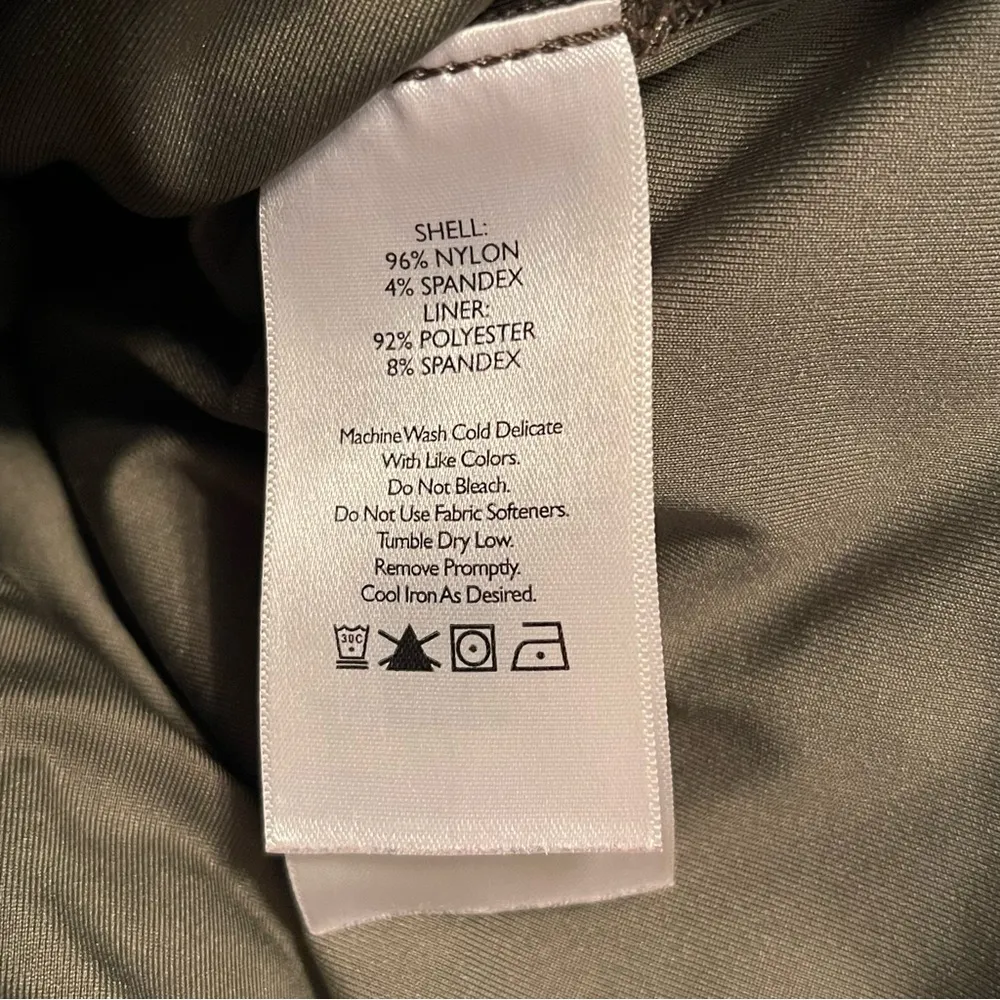 SHELL:
96% NYLON
4% SPANDEX
LINER:
92% POLYESTER
8% SPANDEX
Machine Wash Cold Delicate
With Like Colors.
Do Not Bleach.
Do Not Use Fabric Softeners.
Tumble Dry Low.
Remove Promptly.
Cool Iron As Desired.
30C